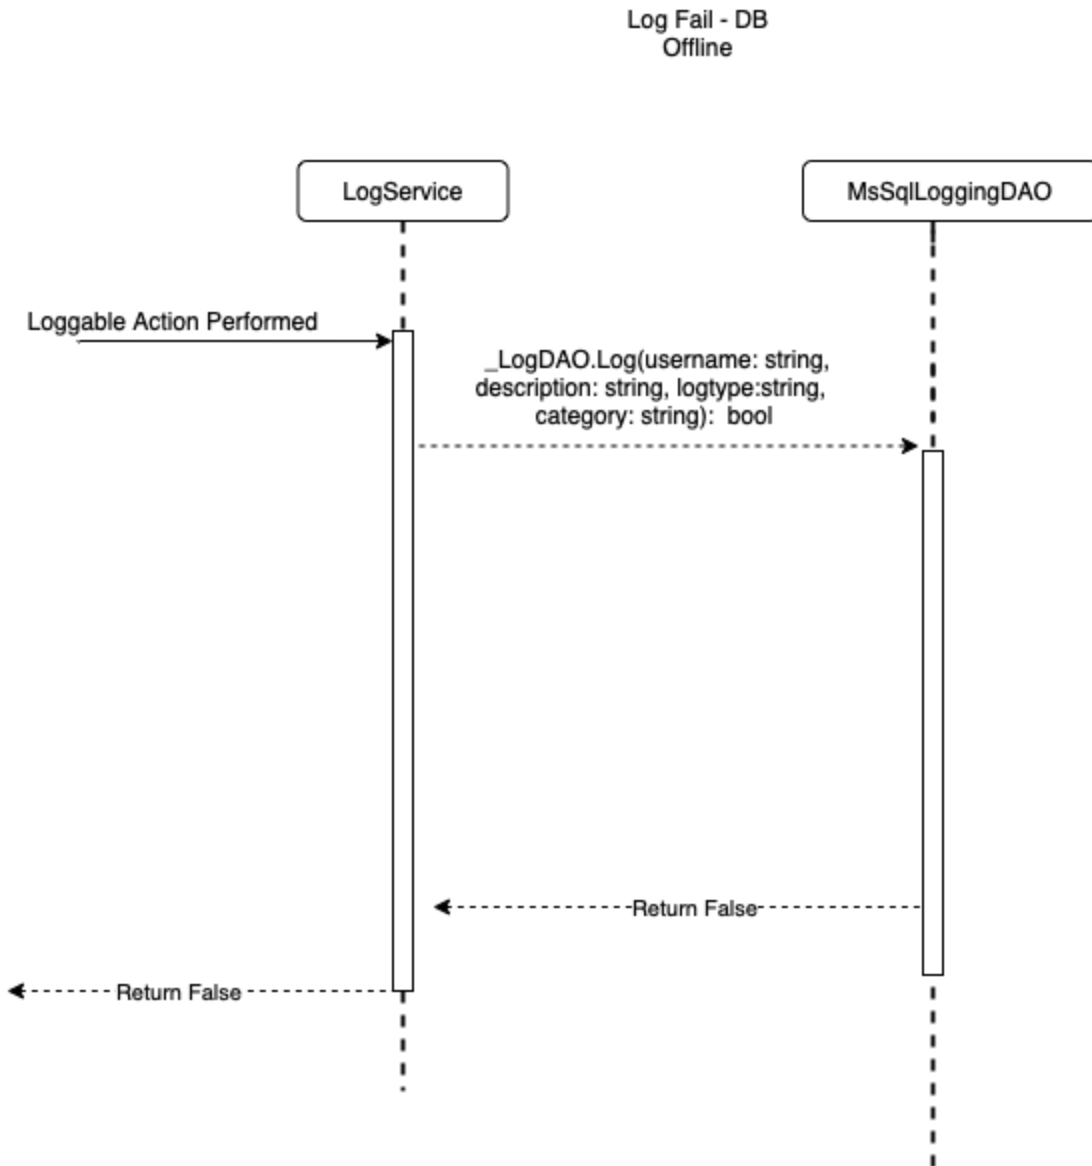 Log Fail - DB
Offline
LogService
MsSqlLoggingDAO
Loggable Action Performed
_LogDAO.Log(username: string,
description: string, logtype:string,
category: string):  bool
Return False
Return False